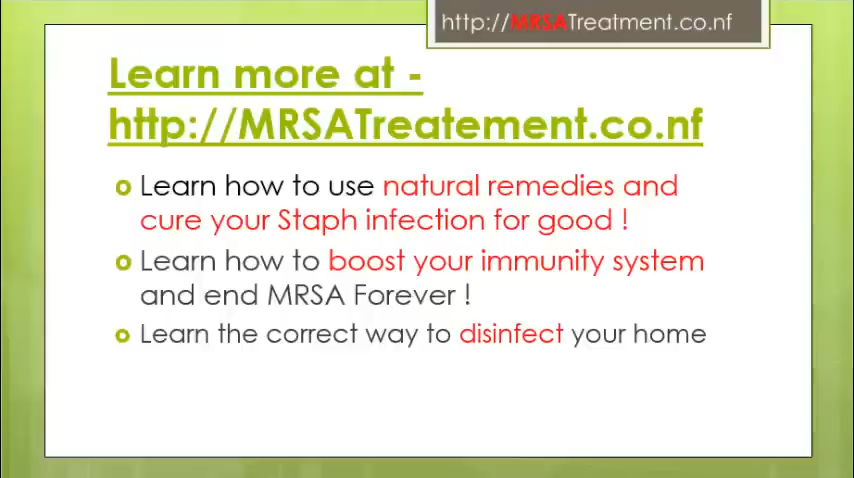 http://MRSATreatment.co.nf
Learn more at -
http://MRSATreatement.co.nf
Learn how to use natural remedies and
cure your Staph infection for good !
Learn how to boost your immunity system
and end MRSA Forever !
Learn the correct way to disinfect your home